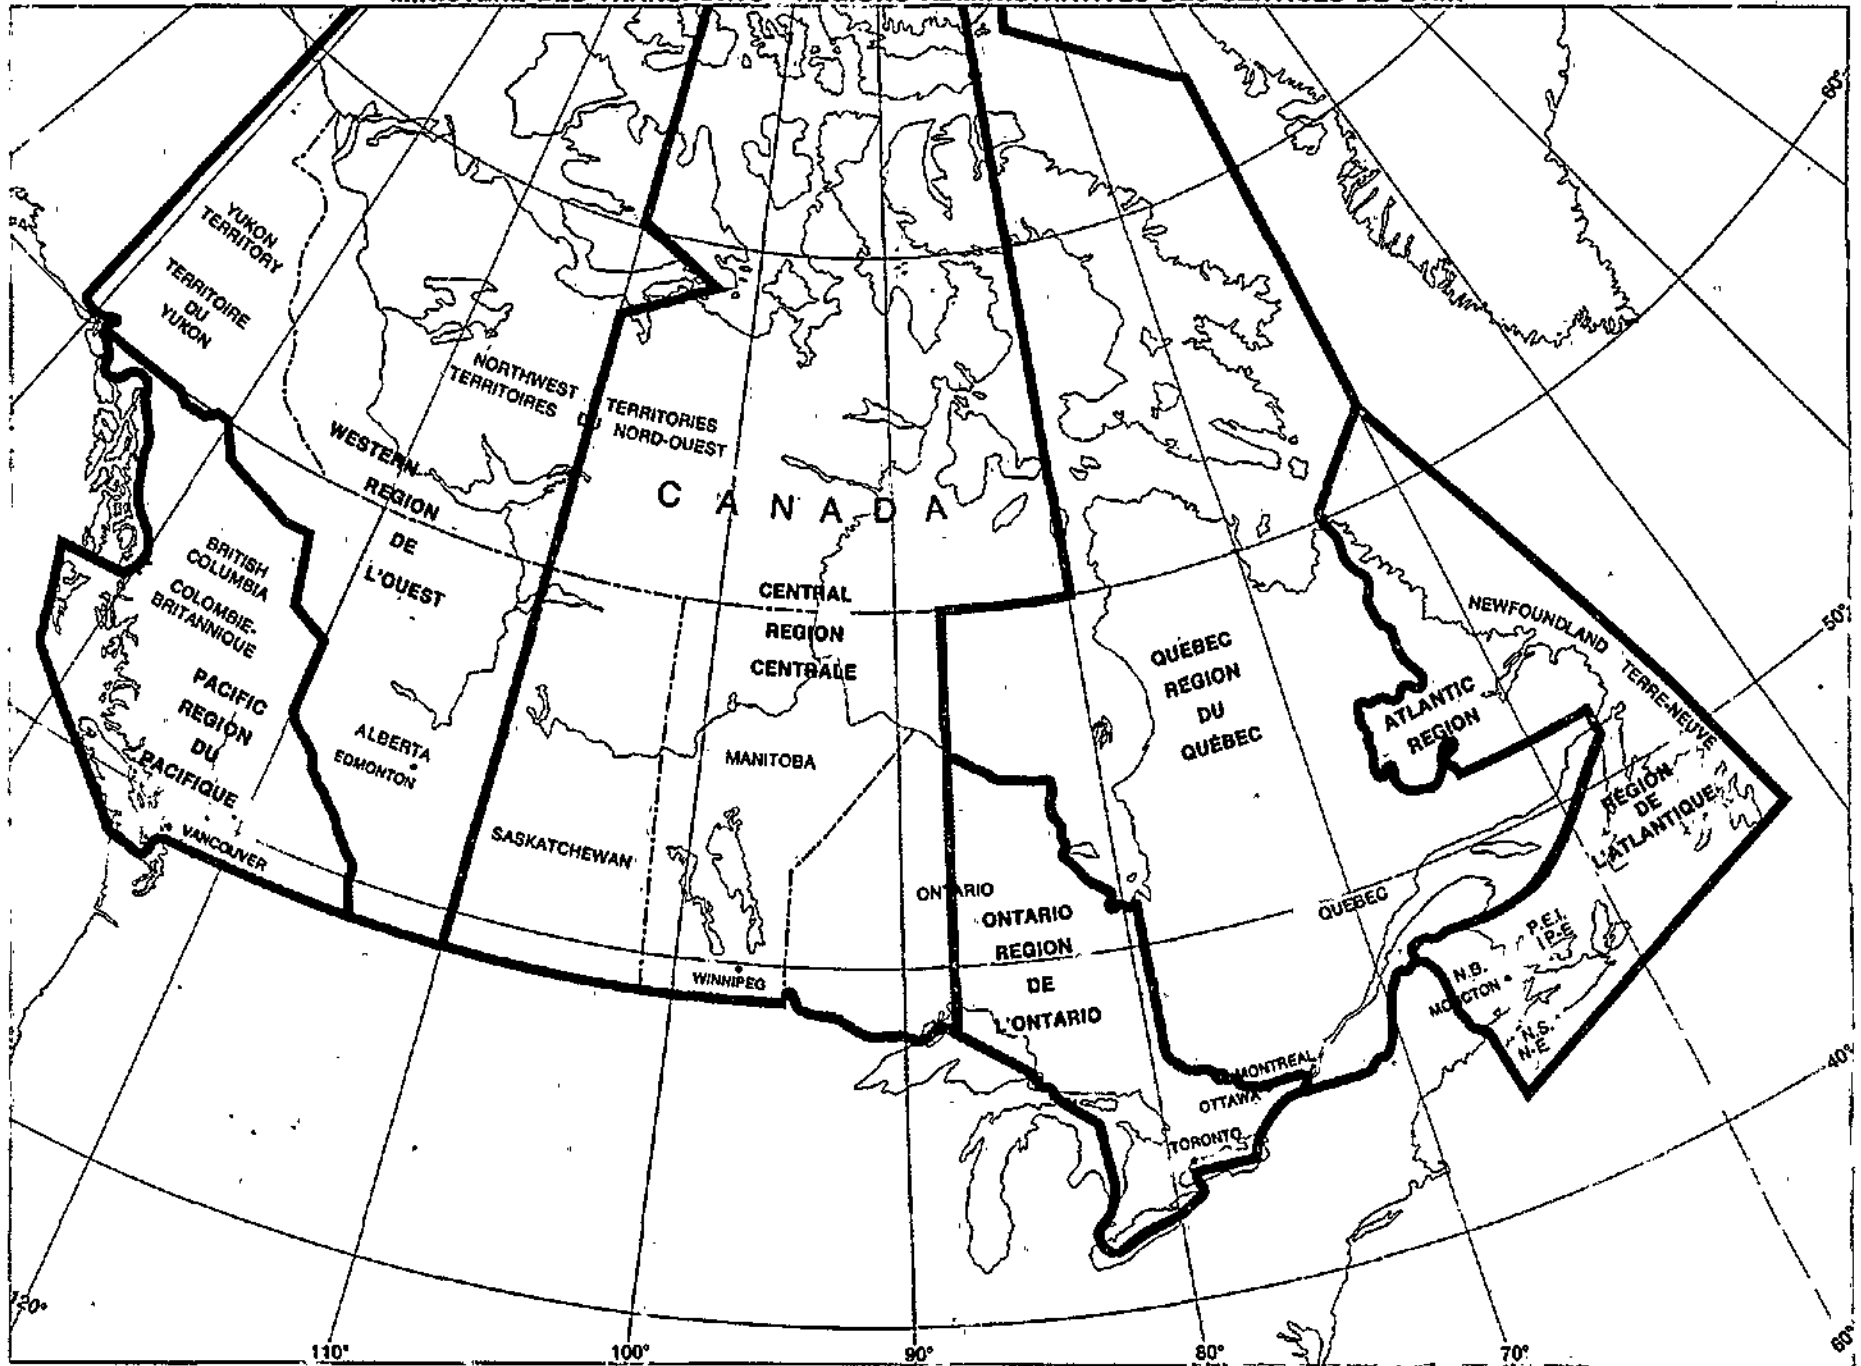 60°
YUKON
TERRITORY
TERRITOIRE
DU
YUKON
NORTHWEST TERRITORIES
TERRITOIRES DU NORD-OUEST
CANADA
WESTERN
REGION
DE
L'OUEST
BRITISH
COLUMBIA
COLOMBIE-
BRITANNIQUE
PACIFIC
REGION
DU
PACIFIQUE
VANCOUVER
ALBERTA
EDMONTON
CENTRAL
REGION
CENTRALE
MANITOBA
SASKATCHEWAN
WINNIPEG
ONTARIO
ONTARIO
REGION
DE
L'ONTARIO
QUÉBEC
REGION
DU
QUÉBEC
QUÉBEC
NEWFOUNDLAND TERRE-NEUVE
50°
ATLANTIC
REGION
RÉGION
DE
L'ATLANTIQUE
P.E.I.
I P-E
N.B.
MONCTON
N.S.
N-E
MONTREAL
OTTAWA
TORONTO
40°
120°
110°
100°
90°
80°
70°
60°